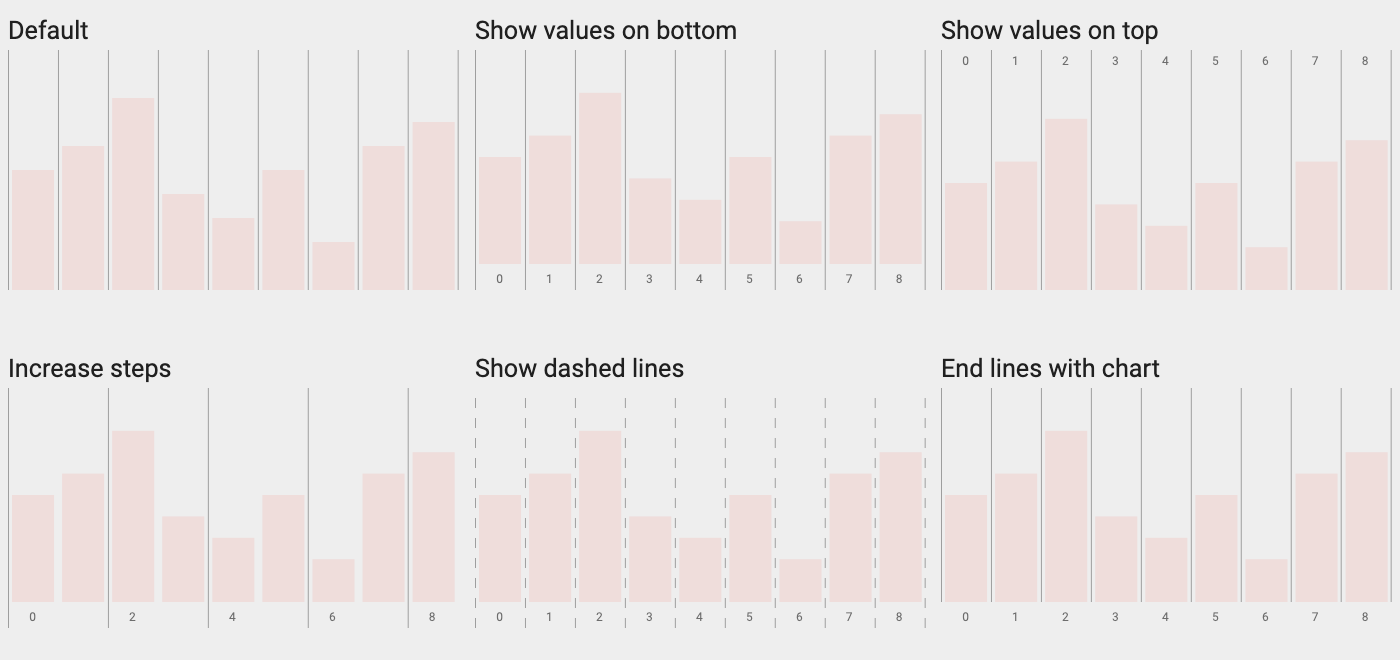 Default
Show values on bottom
Show values on top
0 1 2 3 4 5 6 7 8
0 1 2 3 4 5 6 7 8
Increase steps
Show dashed lines
End lines with chart
0 2 4 6 8
0 1 2 3 4 5 6 7 8
0 1 2 3 4 5 6 7 8